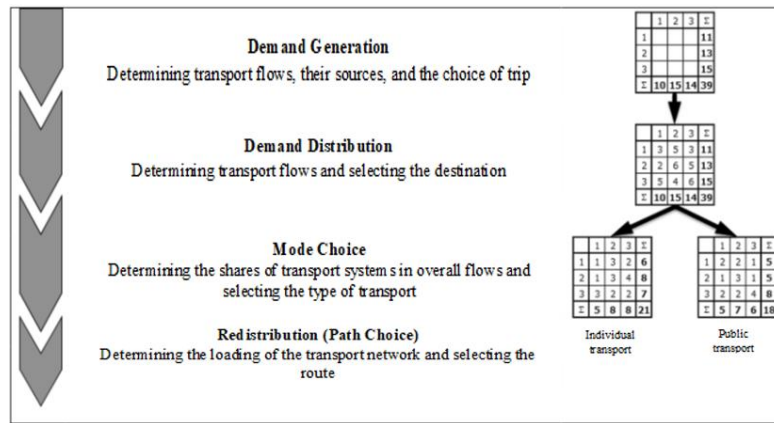 Demand Generation
Determining transport flows, their sources, and the choice of trip
1 2 3 Σ
1 11
2 13
3 15
Σ 10 15 14 39
Demand Distribution
Determining transport flows and selecting the destination
1 2 3 Σ
1 3 5 3 11
2 2 6 5 13
3 5 4 6 15
Σ 10 15 14 39
Mode Choice
Determining the shares of transport systems in overall flows and
selecting the type of transport
1 2 3 Σ
1 1 3 2 6
2 1 3 4 8
3 3 2 2 7
Σ 5 8 8 21
1 2 3 Σ
1 2 2 1 5
2 1 3 1 5
3 2 2 4 8
Σ 5 7 6 18
Redistribution (Path Choice)
Determining the loading of the transport network and selecting the
route
Individual
transport
Public
transport